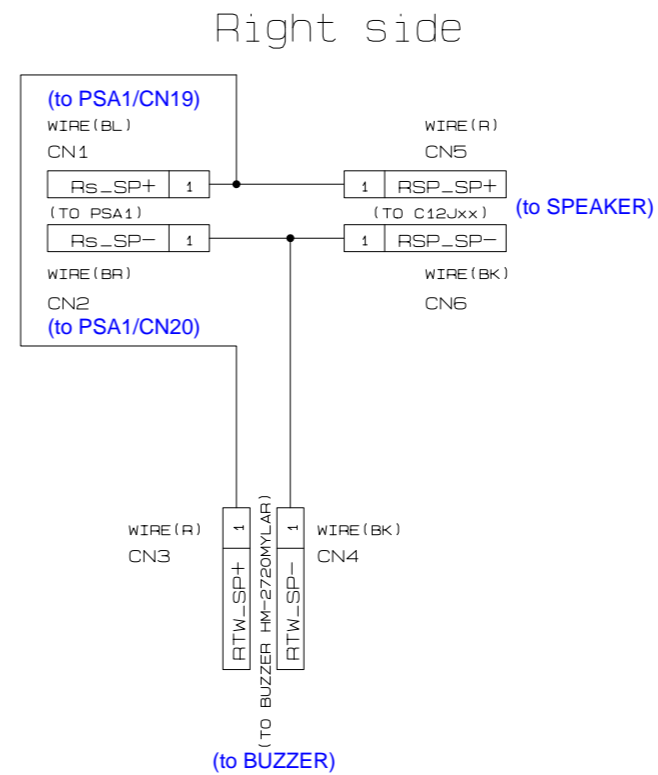 Right side
(to PSA1/CN19)
WIRE(BL)
WIRE(R)
CN1
CN5
Rs_SP+ 1
1 RSP_SP+
(TO PSA1)
(TO C12Jxx)
(to SPEAKER)
Rs_SP- 1
1 RSP_SP-
WIRE(BR)
WIRE(BK)
CN2
CN6
(to PSA1/CN20)
WIRE(R)
CN3
1
RTW_SP+
(TO BUZZER HM-2720MYLAR)
1
RTW_SP-
WIRE(BK)
CN4
(to BUZZER)